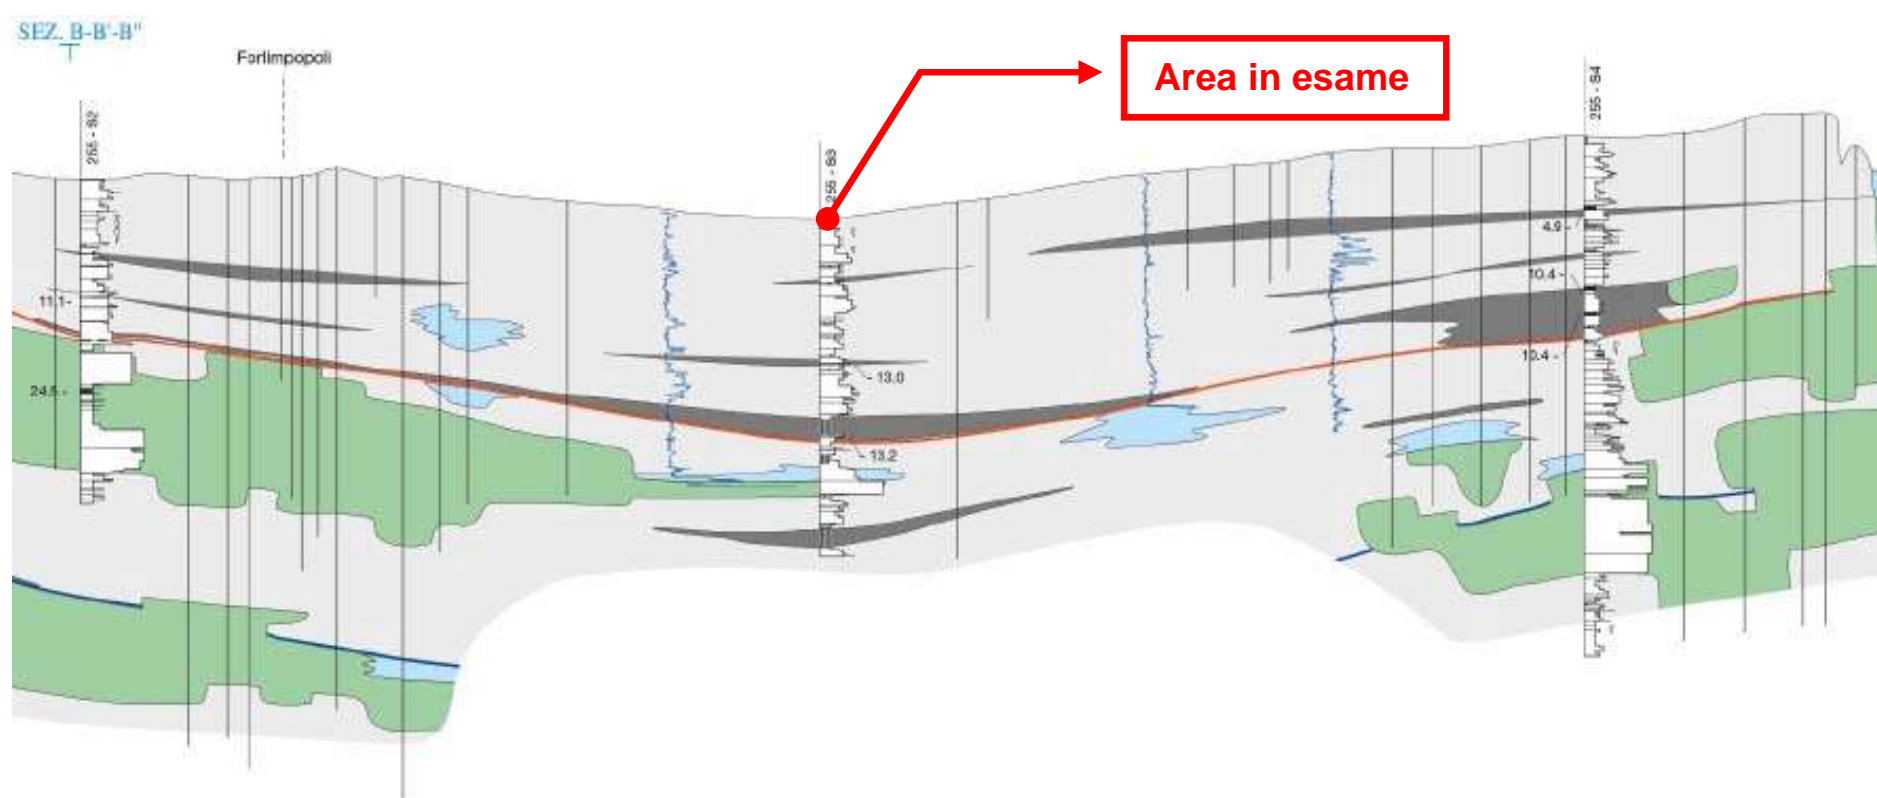 SEZ. B-B'-B"
Forlimpopoli
Area in esame
255 - S2
255 - S3
255 - S4
4.9 -
10.4 -
11.1-
10.4 -
- 13.0
24.5 -
- 13.2